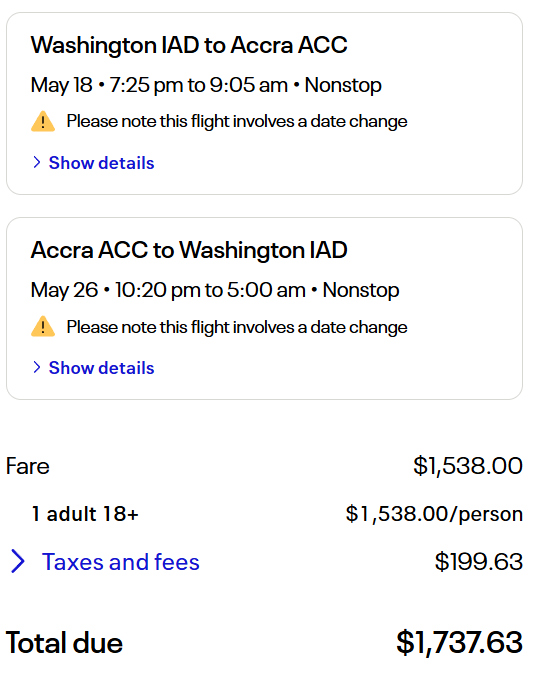 Washington IAD to Accra ACC
May 18 • 7:25 pm to 9:05 am • Nonstop
Please note this flight involves a date change
Show details
Accra ACC to Washington IAD
May 26 • 10:20 pm to 5:00 am • Nonstop
Please note this flight involves a date change
Show details
Fare $1,538.00
1 adult 18+ $1,538.00/person
Taxes and fees $199.63
Total due $1,737.63